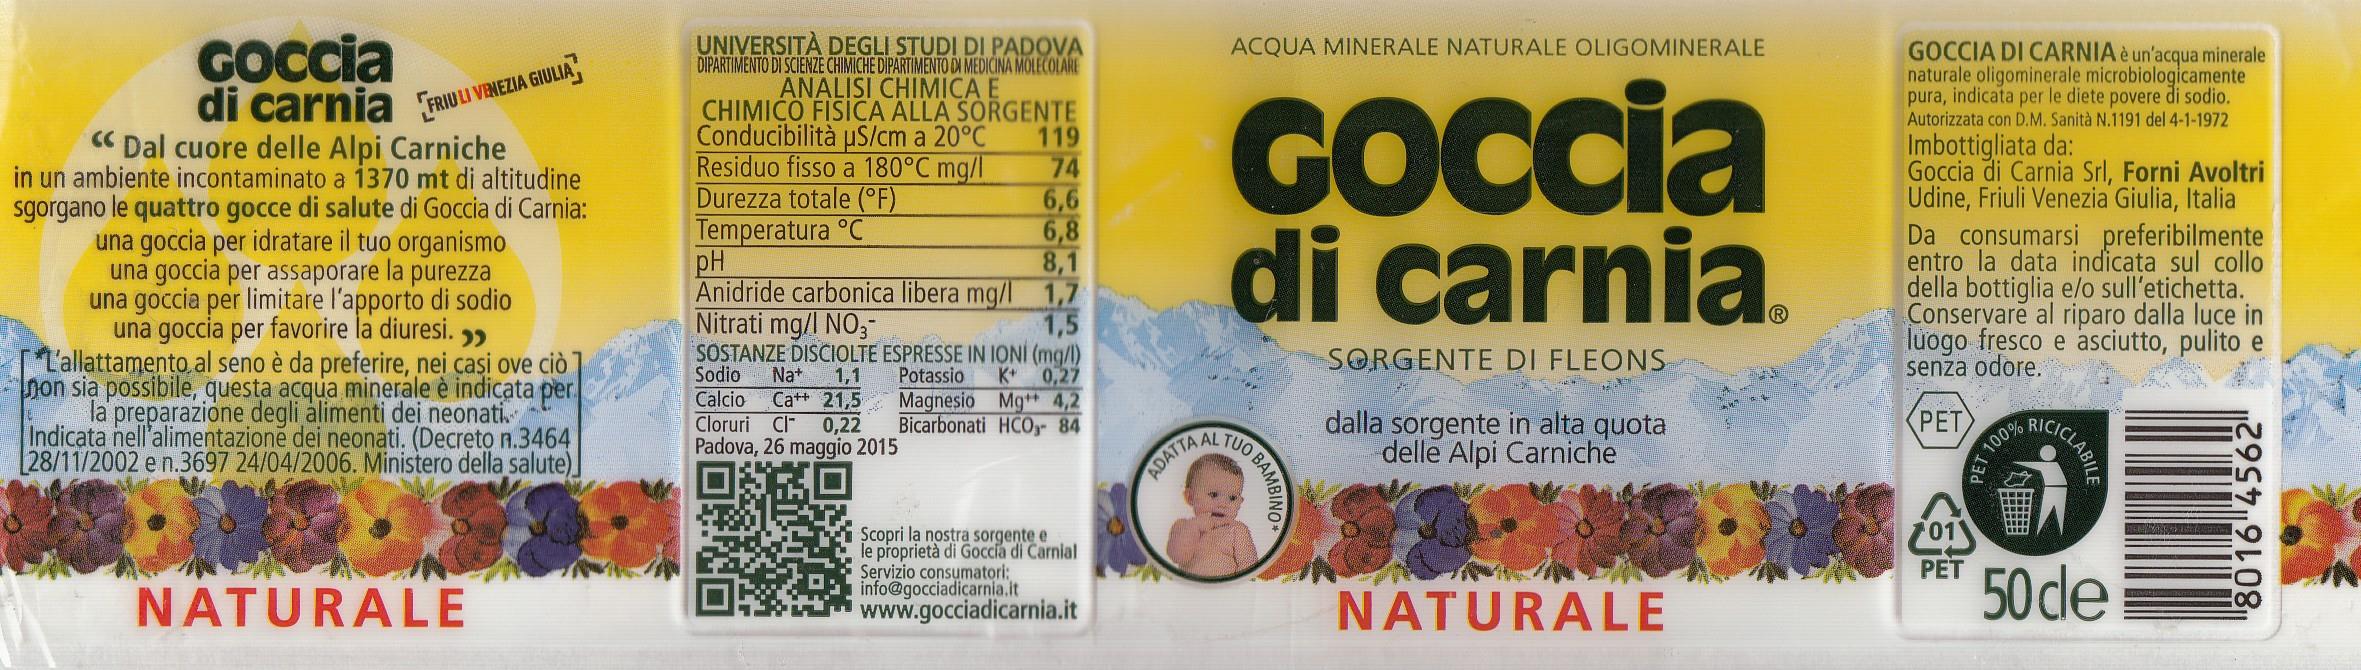 Goccia
di carnia
FRIULI VENEZIA GIULIA
“ Dal cuore delle Alpi Carniche
in un ambiente incontaminato a 1370 mt di altitudine
sgorgano le quattro gocce di salute di Goccia di Carnia:
una goccia per idratare il tuo organismo
una goccia per assaporare la purezza
una goccia per limitare l'apporto di sodio
una goccia per favorire la diuresi. ”
*L'allattamento al seno è da preferire, nei casi ove ciò
non sia possibile, questa acqua minerale è indicata per
la preparazione degli alimenti dei neonati.
Indicata nell'alimentazione dei neonati. (Decreto n.3464
28/11/2002 e n.3697 24/04/2006. Ministero della salute)
NATURALE
UNIVERSITÀ DEGLI STUDI DI PADOVA
DIPARTIMENTO DI SCIENZE CHIMICHE DIPARTIMENTO DI MEDICINA MOLECOLARE
ANALISI CHIMICA E
CHIMICO FISICA ALLA SORGENTE
Conducibilità µS/cm a 20°C 119
Residuo fisso a 180°C mg/l 74
Durezza totale (°F) 6,6
Temperatura °C 6,8
pH 8,1
Anidride carbonica libera mg/l 1,7
Nitrati mg/l NO₃- 1,5
SOSTANZE DISCIOLTE ESPRESSE IN IONI (mg/l)
Sodio Na⁺ 1,1 Potassio K⁺ 0,27
Calcio Ca⁺⁺ 21,5 Magnesio Mg⁺⁺ 4,2
Cloruri Cl⁻ 0,22 Bicarbonati HCO₃- 84
Padova, 26 maggio 2015
Scopri la nostra sorgente e
le proprietà di Goccia di Carnia!
Servizio consumatori:
info@gocciadicarnia.it
www.gocciadicarnia.it
ACQUA MINERALE NATURALE OLIGOMINERALE
Goccia
di carnia®
SORGENTE DI FLEONS
dalla sorgente in alta quota
delle Alpi Carniche
ADATTA AL TUO BAMBINO*
NATURALE
GOCCIA DI CARNIA è un'acqua minerale
naturale oligominerale microbiologicamente
pura, indicata per le diete povere di sodio.
Autorizzata con D.M. Sanità N.1191 del 4-1-1972
Imbottigliata da:
Goccia di Carnia Srl, Forni Avoltri
Udine, Friuli Venezia Giulia, Italia
Da consumarsi preferibilmente
entro la data indicata sul collo
della bottiglia e/o sull'etichetta.
Conservare al riparo dalla luce in
luogo fresco e asciutto, pulito e
senza odore.
PET
PET 100% RICICLABILE
01
PET
50 cl e
80164562